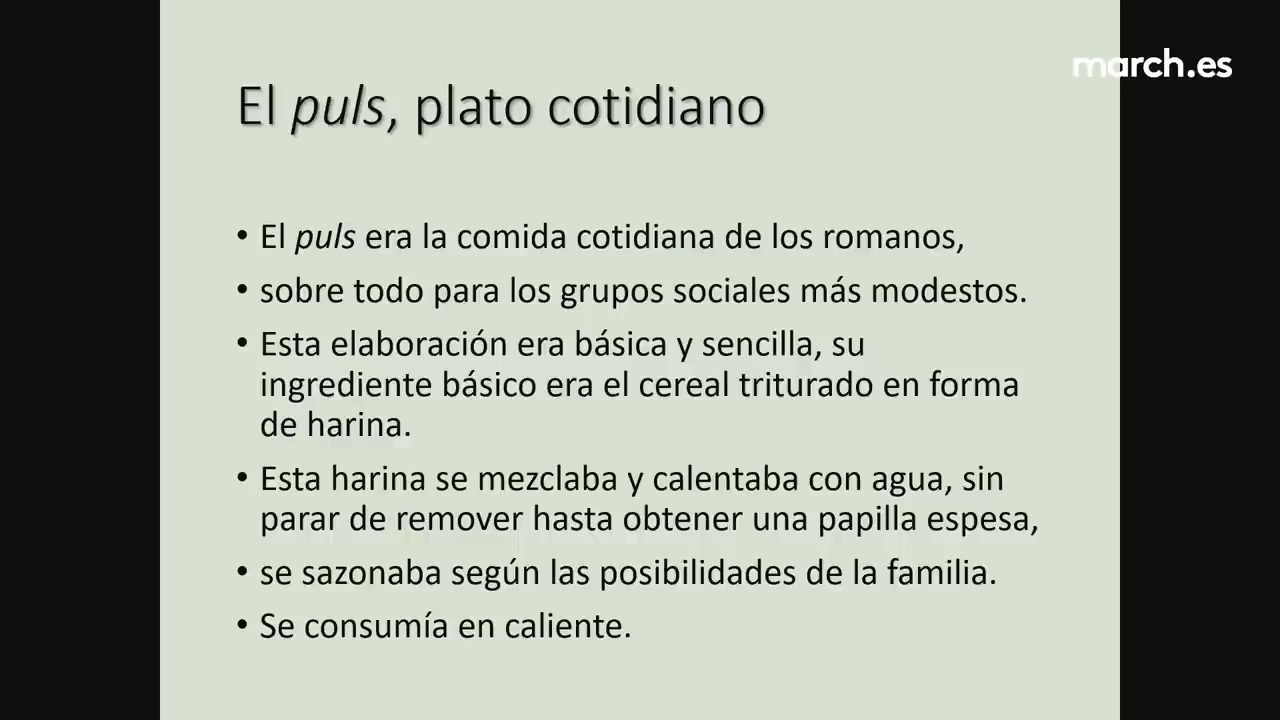 march.es
El puls, plato cotidiano
• El puls era la comida cotidiana de los romanos,
• sobre todo para los grupos sociales más modestos.
• Esta elaboración era básica y sencilla, su
ingrediente básico era el cereal triturado en forma
de harina.
• Esta harina se mezclaba y calentaba con agua, sin
parar de remover hasta obtener una papilla espesa,
• se sazonaba según las posibilidades de la familia.
• Se consumía en caliente.